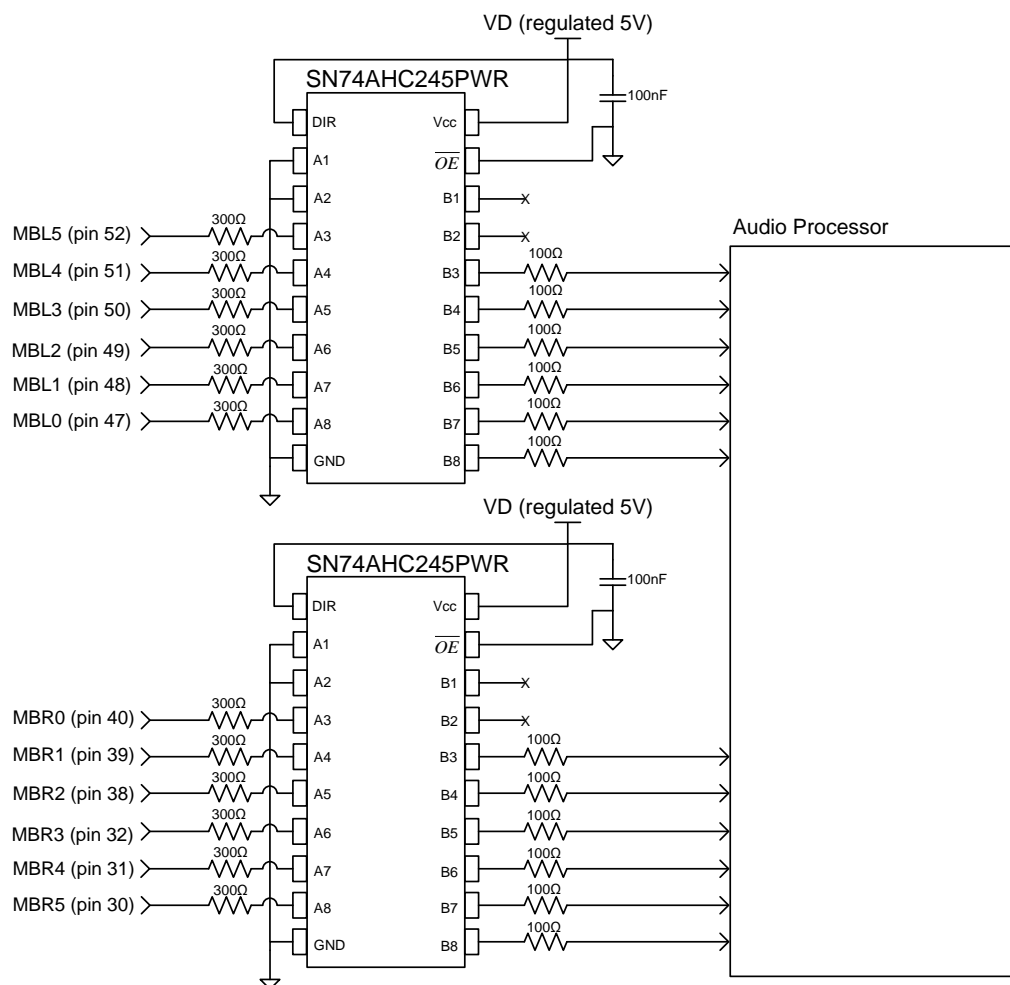 VD (regulated 5V)
SN74AHC245PWR
100nF
DIR
Vcc
A1
OE
A2
B1
x
300Ω
MBL5 (pin 52)
A3
B2
x
Audio Processor
300Ω
MBL4 (pin 51)
A4
B3
100Ω
300Ω
MBL3 (pin 50)
A5
B4
100Ω
300Ω
MBL2 (pin 49)
A6
B5
100Ω
300Ω
MBL1 (pin 48)
A7
B6
100Ω
300Ω
MBL0 (pin 47)
A8
B7
100Ω
GND
B8
100Ω
VD (regulated 5V)
SN74AHC245PWR
100nF
DIR
Vcc
A1
OE
A2
B1
x
300Ω
MBR0 (pin 40)
A3
B2
x
300Ω
MBR1 (pin 39)
A4
B3
100Ω
300Ω
MBR2 (pin 38)
A5
B4
100Ω
300Ω
MBR3 (pin 32)
A6
B5
100Ω
300Ω
MBR4 (pin 31)
A7
B6
100Ω
300Ω
MBR5 (pin 30)
A8
B7
100Ω
GND
B8
100Ω